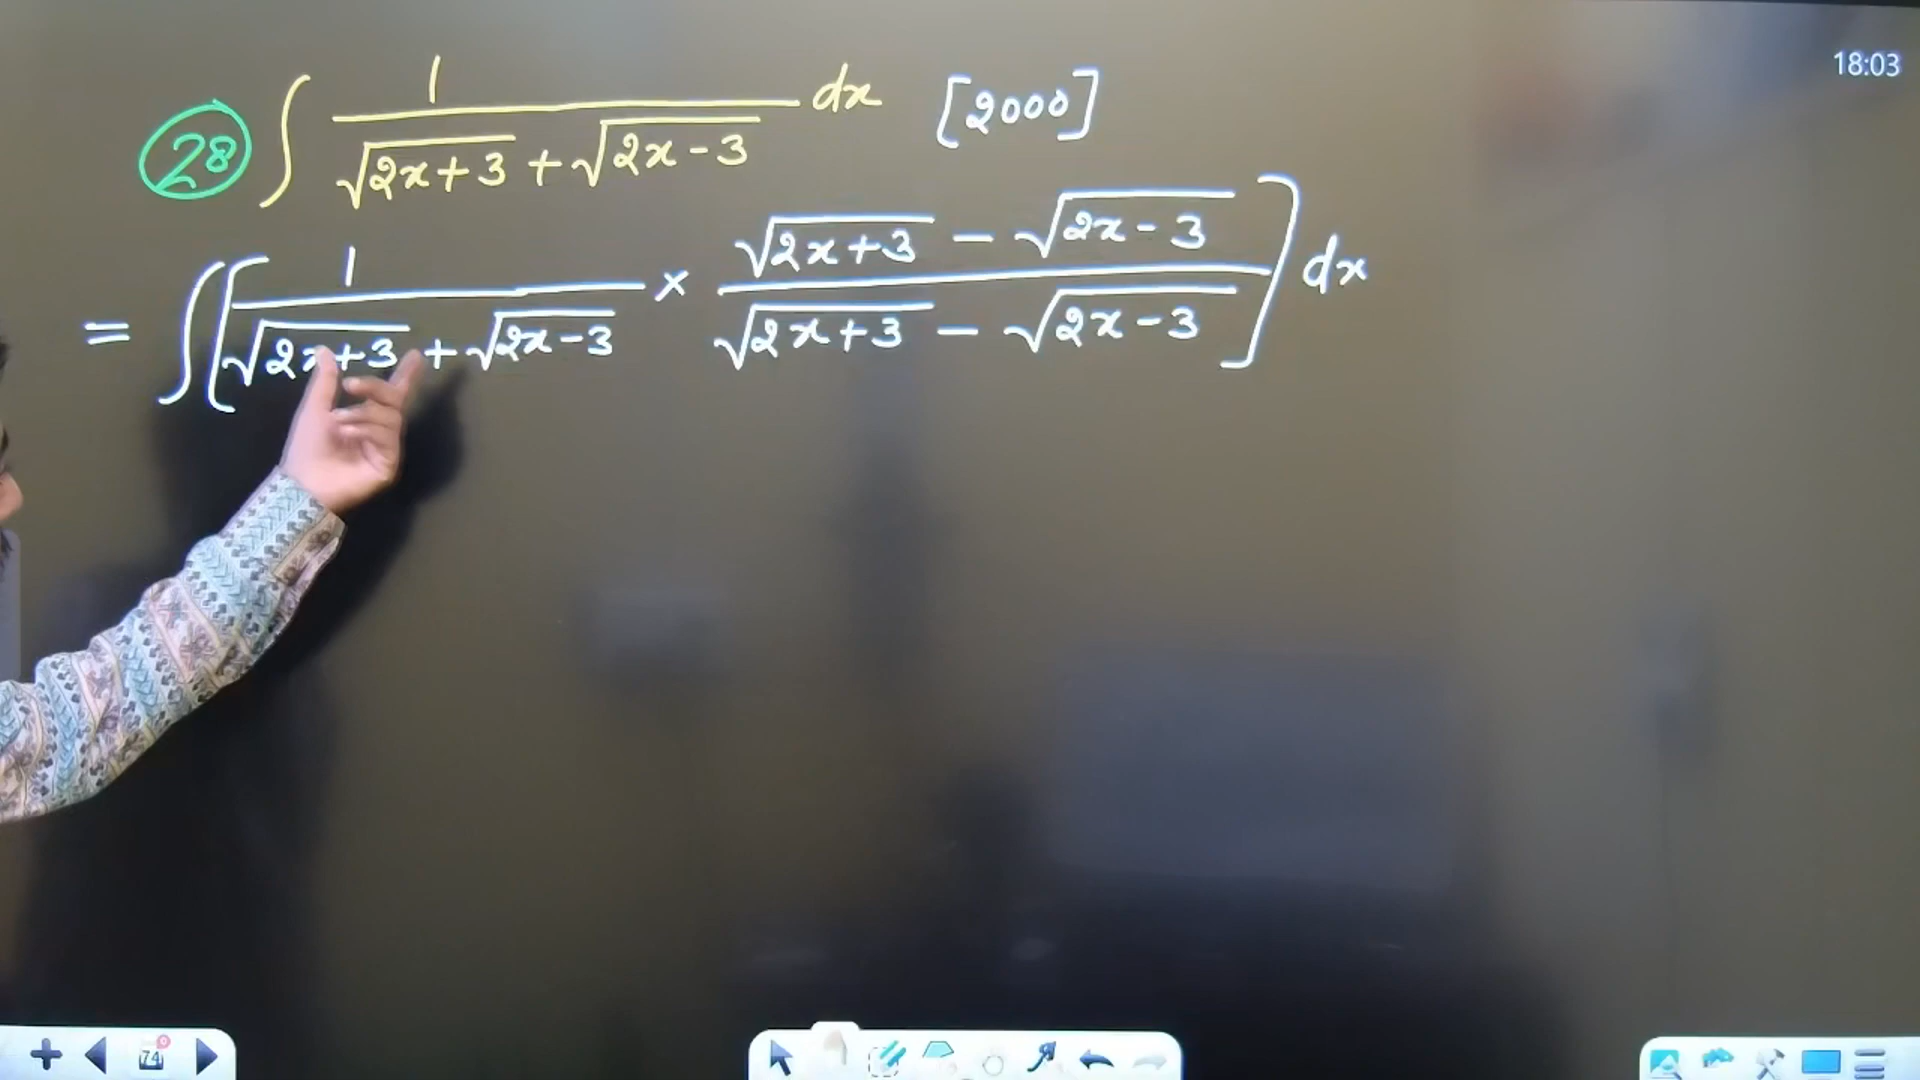 18:03
28 ∫ 1/(√(2x+3) + √(2x-3)) dx [2000]
= ∫ [1/(√(2x+3) + √(2x-3)) × (√(2x+3) - √(2x-3))/(√(2x+3) - √(2x-3))] dx
74